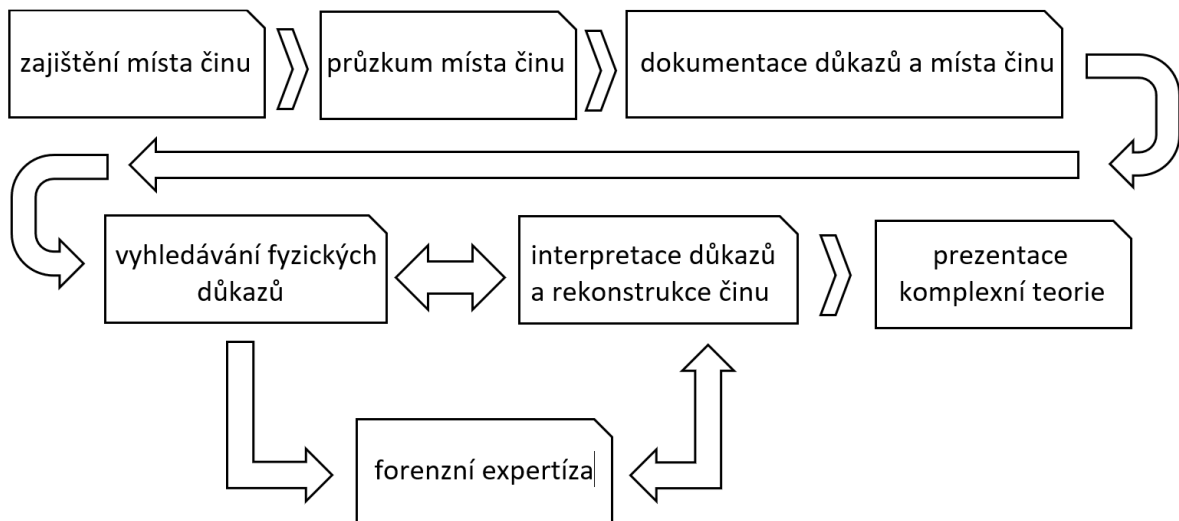 zajištění místa činu
průzkum místa činu
dokumentace důkazů a místa činu
vyhledávání fyzických
důkazů
interpretace důkazů
a rekonstrukce činu
prezentace
komplexní teorie
forenzní expertíza